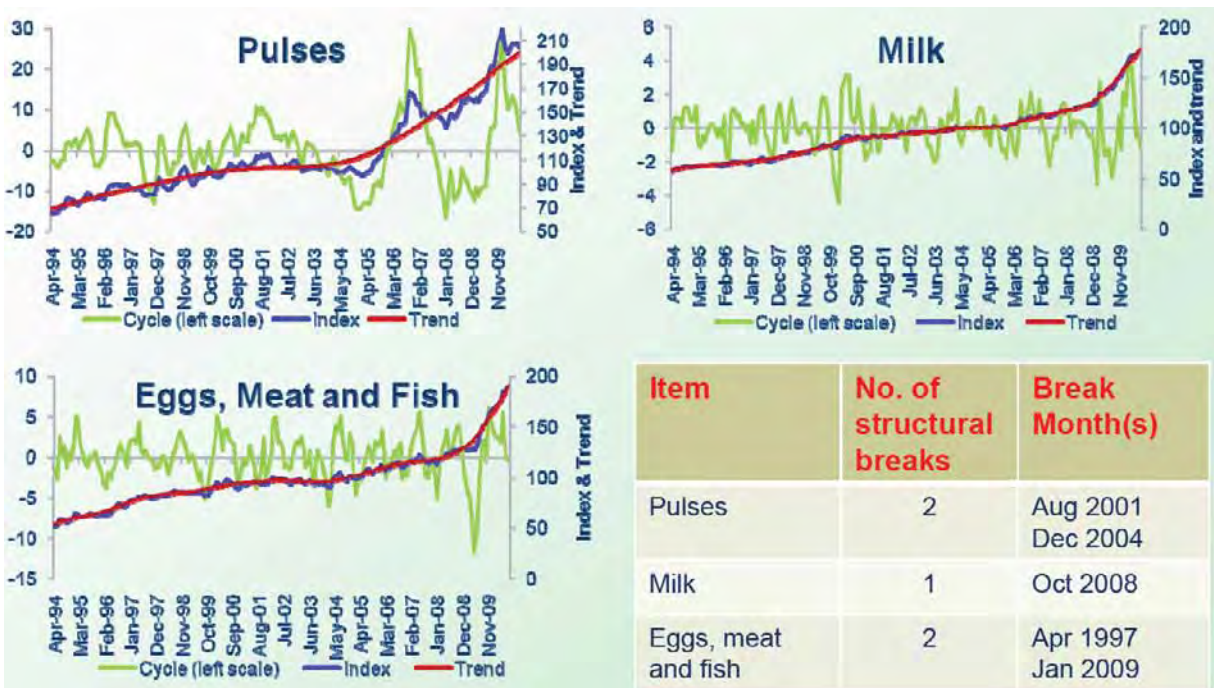 Pulses
30
20
10
0
-10
-20
210
190
170
150
130
110
90
70
50
Index & Trend
Apr-94
Mar-95
Feb-96
Jan-97
Dec-97
Nov-98
Oct-99
Sep-00
Aug-01
Jul-02
Jun-03
May-04
Apr-05
Mar-06
Feb-07
Jan-08
Dec-08
Nov-09
Cycle (left scale) Index Trend
Milk
6
4
2
0
-2
-4
-6
200
150
100
50
0
Index and trend
Apr-94
Mar-95
Feb-96
Jan-97
Dec-97
Nov-98
Oct-99
Sep-00
Aug-01
Jul-02
Jun-03
May-04
Apr-05
Mar-06
Feb-07
Jan-08
Dec-08
Nov-09
Cycle (left scale) Index Trend
Eggs, Meat and Fish
10
5
0
-5
-10
-15
200
150
100
50
0
Index & Trend
Apr-94
Mar-95
Feb-96
Jan-97
Dec-97
Nov-98
Oct-99
Sep-00
Aug-01
Jul-02
Jun-03
May-04
Apr-05
Mar-06
Feb-07
Jan-08
Dec-08
Nov-09
Cycle (left scale) Index Trend
Item
No. of
structural
breaks
Break
Month(s)
Pulses
2
Aug 2001
Dec 2004
Milk
1
Oct 2008
Eggs, meat
and fish
2
Apr 1997
Jan 2009